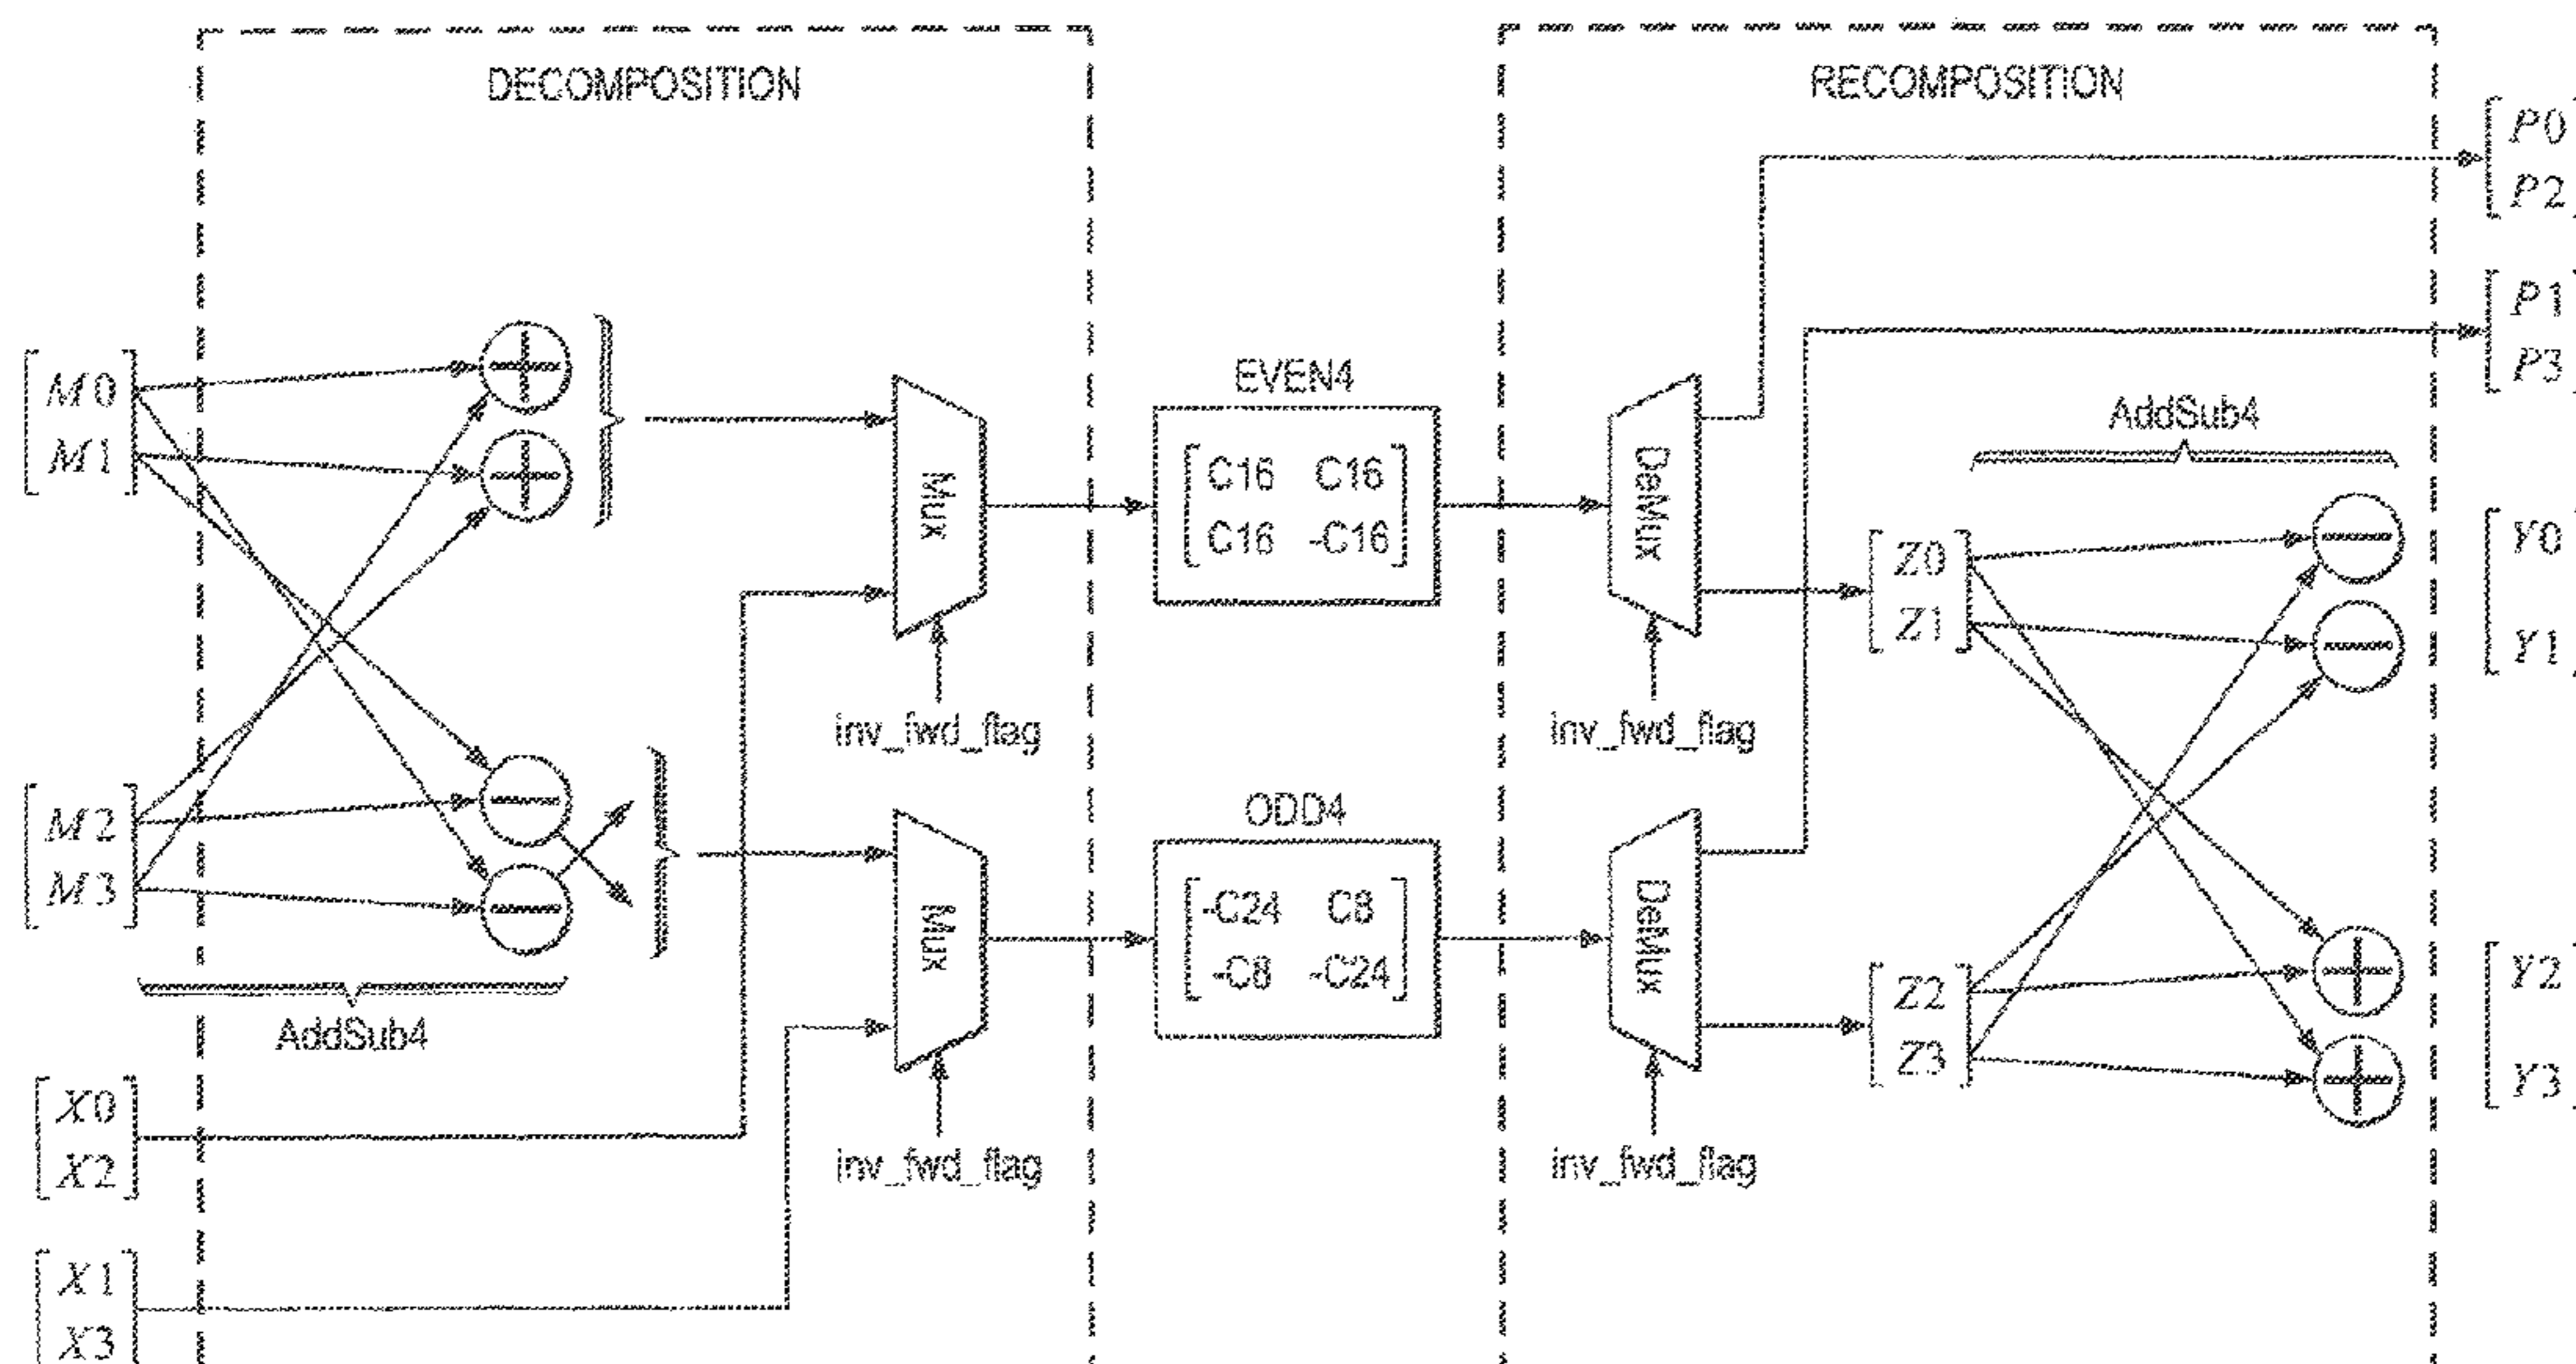 DECOMPOSITION
RECOMPOSITION
P0
P2
P1
P3
M0
M1
EVEN4
C16 C16
C16 -C16
Mux
DeMux
AddSub4
Z0
Z1
Y0
Y1
inv_fwd_flag
inv_fwd_flag
M2
M3
ODD4
-C24 C8
-C8 -C24
Mux
DeMux
Z2
Z3
Y2
Y3
AddSub4
X0
X2
inv_fwd_flag
inv_fwd_flag
X1
X3